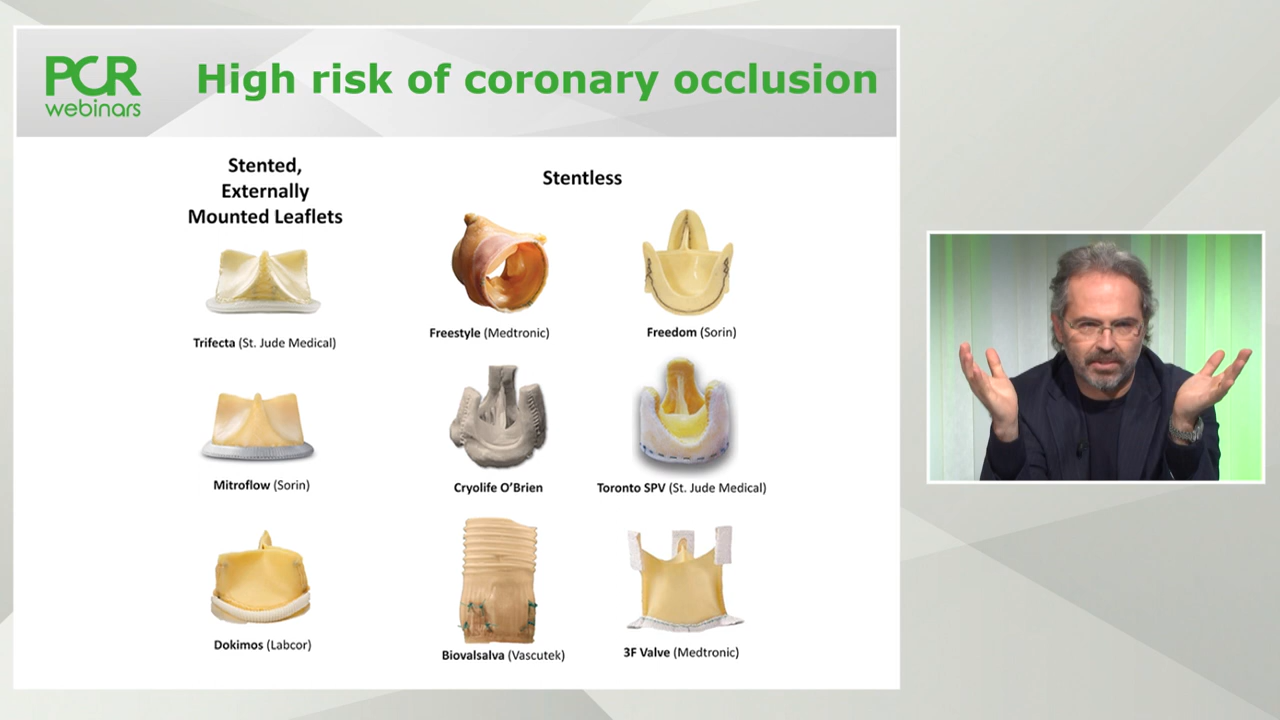 PCR
webinars
High risk of coronary occlusion
Stented,
Externally
Mounted Leaflets
Stentless
Trifecta (St. Jude Medical)
Freestyle (Medtronic)
Freedom (Sorin)
Mitroflow (Sorin)
Cryolife O’Brien
Toronto SPV (St. Jude Medical)
Dokimos (Labcor)
Biovalsalva (Vascutek)
3F Valve (Medtronic)